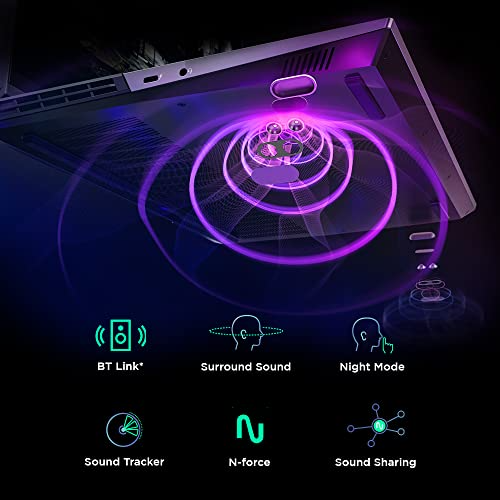 BT Link*
Surround Sound
Night Mode
Sound Tracker
N-force
Sound Sharing